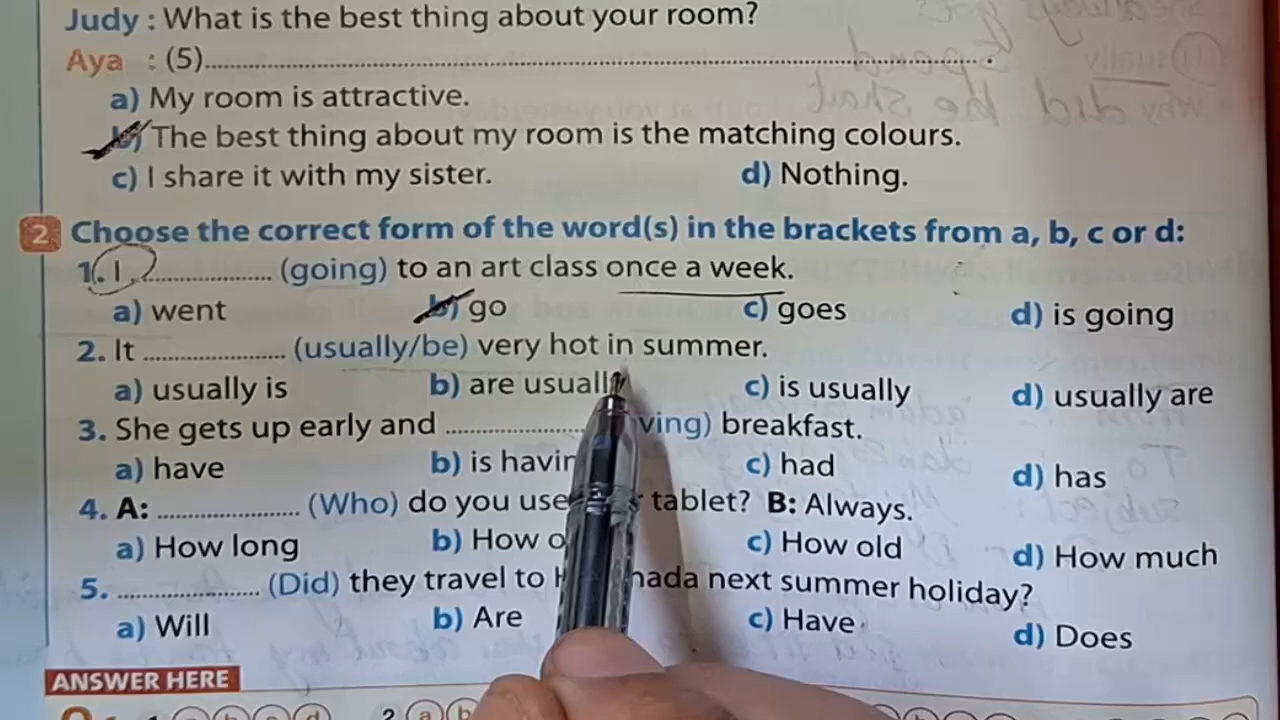 Judy : What is the best thing about your room?
Aya : (5)..........
a) My room is attractive.
b) The best thing about my room is the matching colours.
c) I share it with my sister. d) Nothing.
2 Choose the correct form of the word(s) in the brackets from a, b, c or d:
1. I .......... (going) to an art class once a week.
a) went b) go c) goes d) is going
2. It .......... (usually/be) very hot in summer.
a) usually is b) are usually c) is usually d) usually are
3. She gets up early and .......... breakfast.
a) have b) is c) had d) has
4. A: .......... (Who) do you use tablet? B: Always.
a) How long b) How c) How old d) How much
5. .......... (Did) they travel to next summer holiday?
a) Will b) Are c) Have d) Does
ANSWER HERE
2 a b